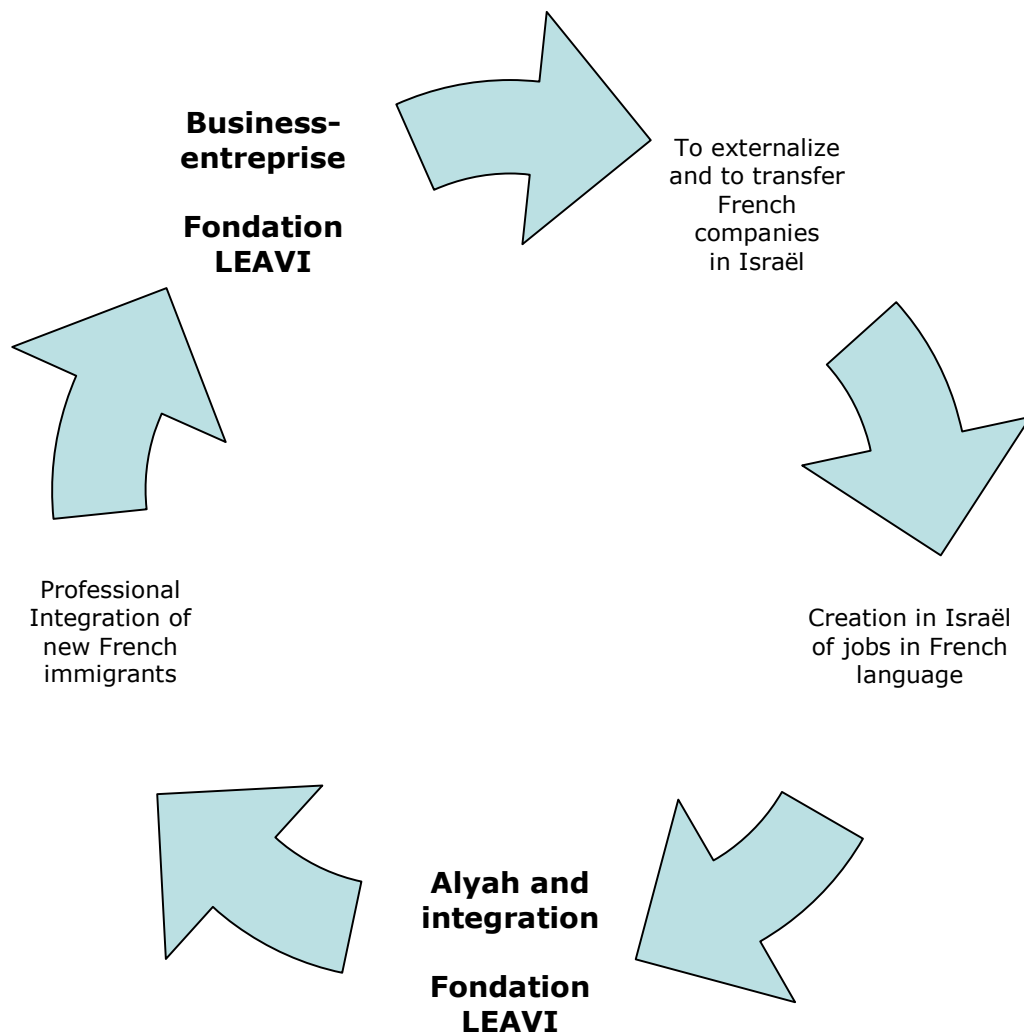 Business-
entreprise
Fondation
LEAVI
To externalize
and to transfer
French
companies
in Israël
Creation in Israël
of jobs in French
language
Alyah and
integration
Fondation
LEAVI
Professional
Integration of
new French
immigrants